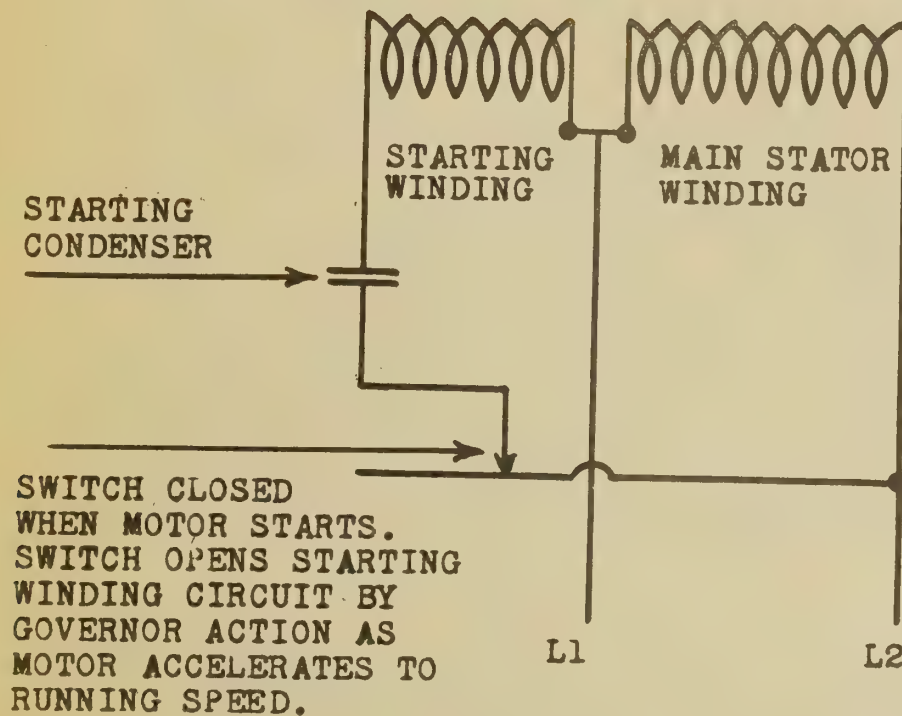 STARTING
WINDING
MAIN STATOR
WINDING
STARTING
CONDENSER
SWITCH CLOSED
WHEN MOTOR STARTS.
SWITCH OPENS STARTING
WINDING CIRCUIT BY
GOVERNOR ACTION AS
MOTOR ACCELERATES TO
RUNNING SPEED.
L1
L2